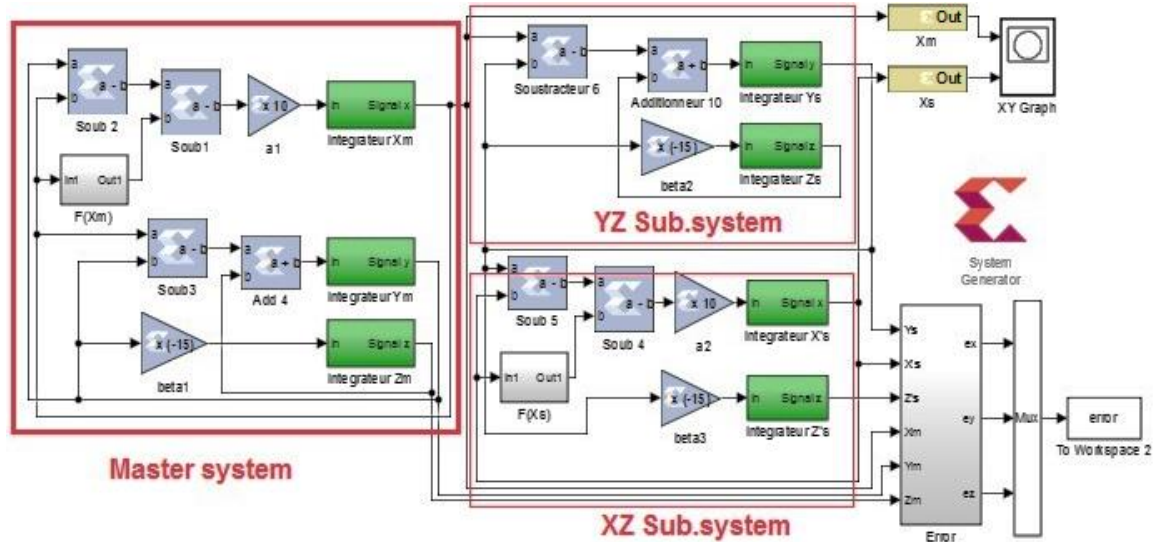 a
b
a - b
Soub 2
a - b
Soub1
x 10
a1
In
Signal x
Integrateur Xm
In1
Out1
F(Xm)
a
b
a - b
Soub3
a + b
Add 4
In
Signal y
Integrateur Ym
x (-15)
beta1
In
Signal z
Integrateur Zm
Master system
a
b
a - b
Soustracteur 6
a
b
a + b
Additionneur 10
In
Signal y
Integrateur Ys
x (-15)
beta2
In
Signal z
Integrateur Zs
YZ Sub.system
a
b
a - b
Soub 5
a
b
a - b
Soub 4
x 10
a2
In
Signal x
Integrateur X's
In1
Out1
F(Xs)
x (-15)
beta3
In
Signal z
Integrateur Z's
XZ Sub.system
Out
Xm
Out
Xs
XY Graph
System
Generator
Ys
X's
Z's
Xm
Ym
Zm
ex
ey
ez
Error
Mux
error
To Workspace 2